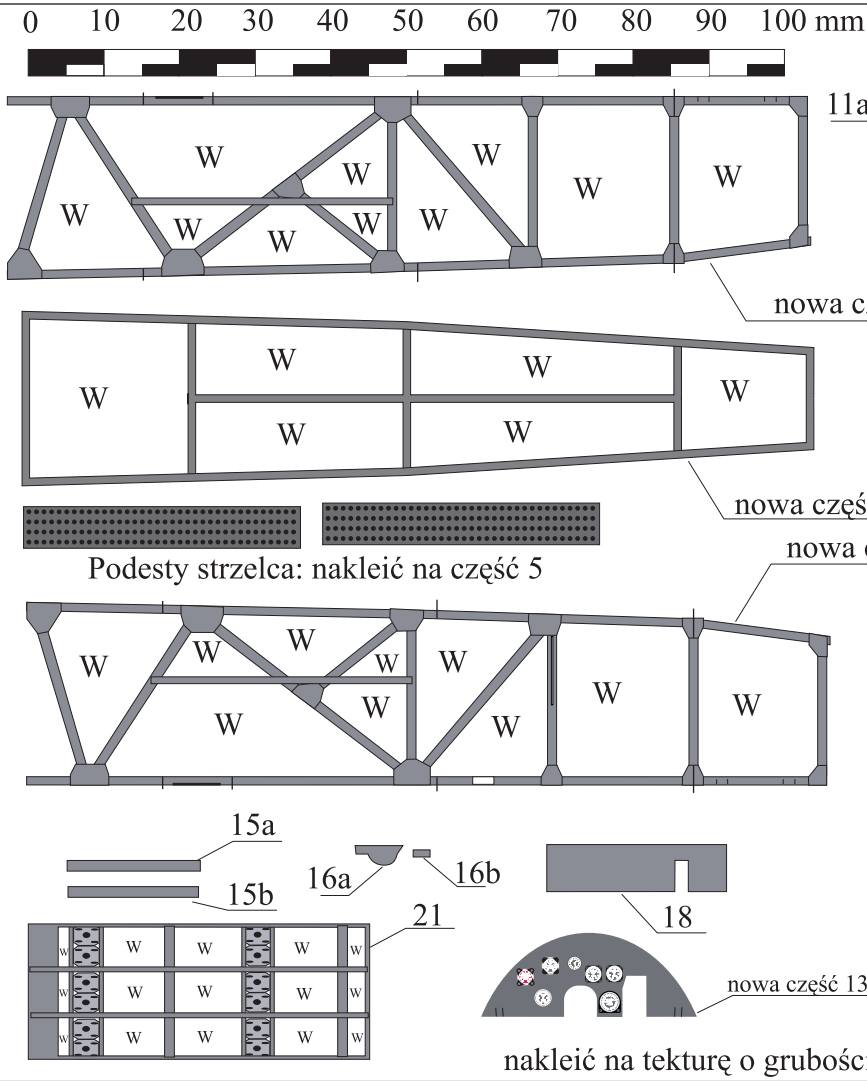 0 10 20 30 40 50 60 70 80 90 100 mm
11a
W W W W
W W W W W W
nowa c
W W W
W W W
nowa częś
Podesty strzelca: nakleić na część 5
nowa
W W W W
W W W W W W
15a
15b
16a
16b
18
21
W W W W W W
W W W W W W
W W W W W W
nowa część 13
nakleić na tekturę o grubośc